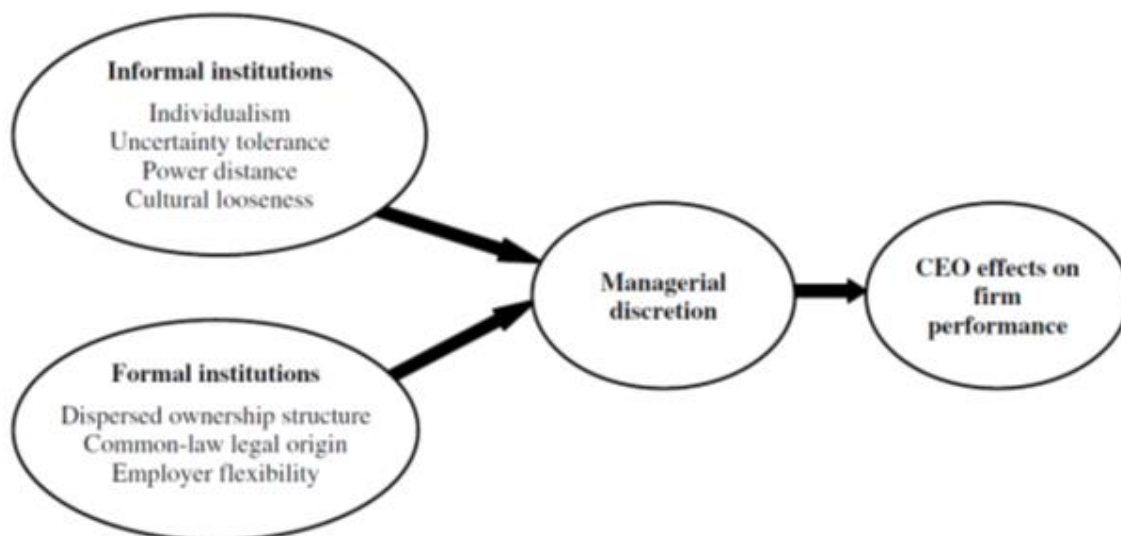 Informal institutions
Individualism
Uncertainty tolerance
Power distance
Cultural looseness
Formal institutions
Dispersed ownership structure
Common-law legal origin
Employer flexibility
Managerial
discretion
CEO effects on
firm
performance